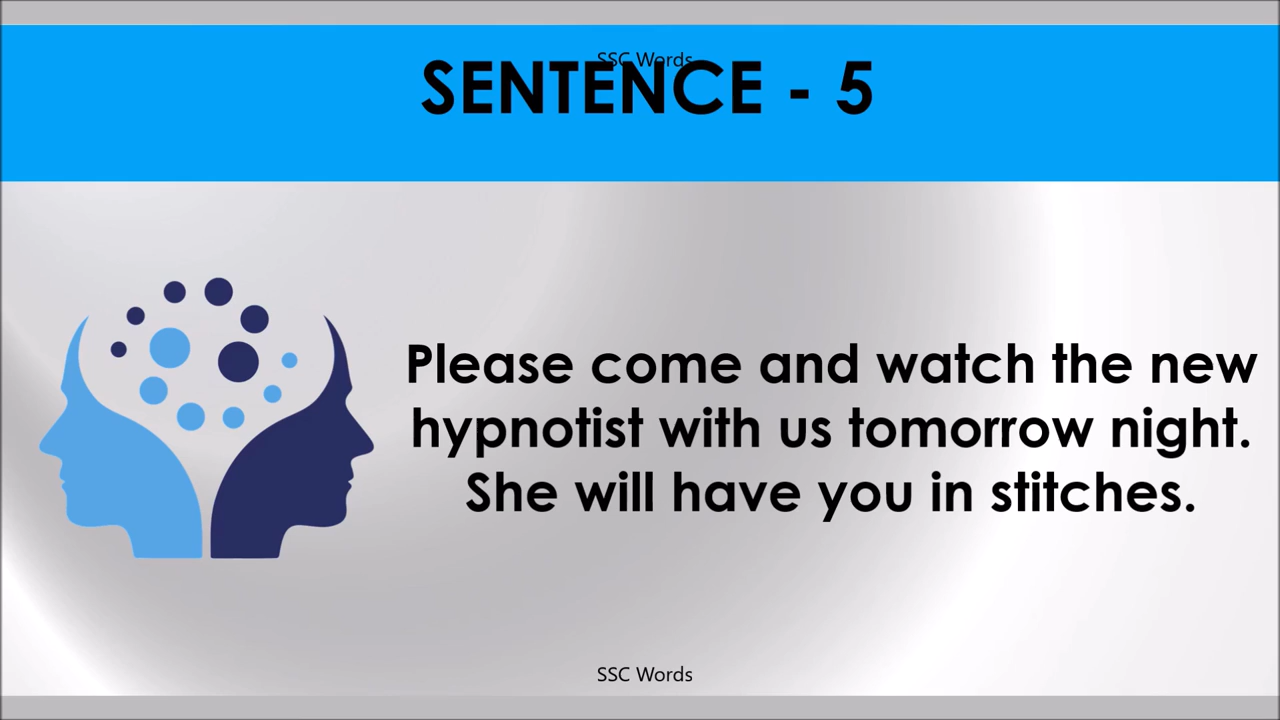 SSC Words
SENTENCE - 5
Please come and watch the new
hypnotist with us tomorrow night.
She will have you in stitches.
SSC Words